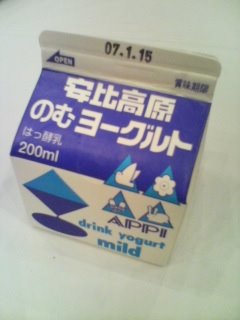 07.1.15
OPEN
賞味期限
安比高原
のむヨーグルト
はっ酵乳
200ml
APPI
drink yogurt
mild